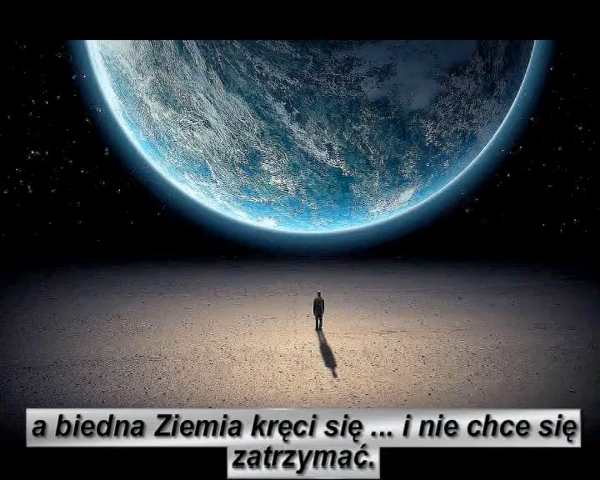 a biedna Ziemia kręci się ... i nie chce się
zatrzymać.